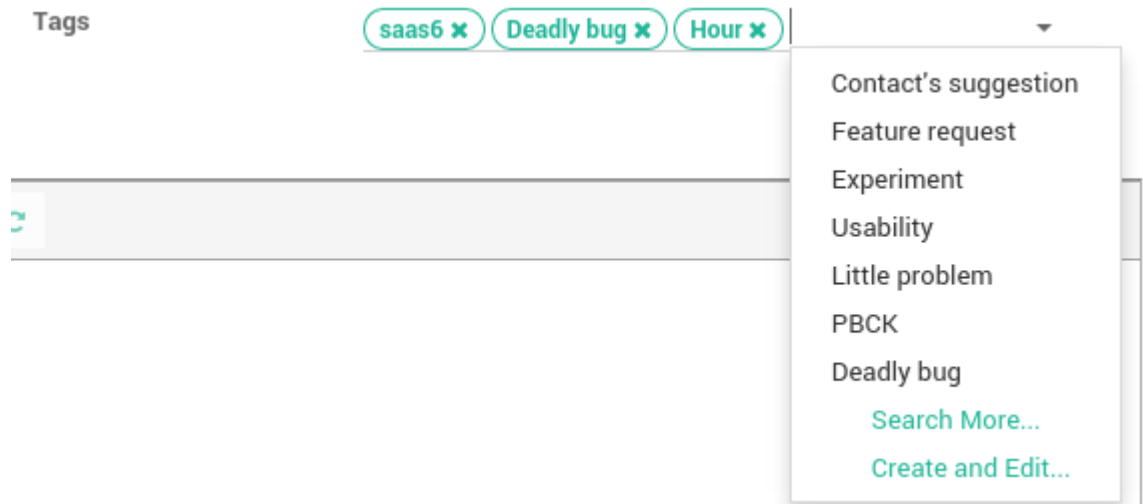 Tags saas6 Deadly bug Hour
Contact's suggestion
Feature request
Experiment
Usability
Little problem
PBCK
Deadly bug
Search More...
Create and Edit...